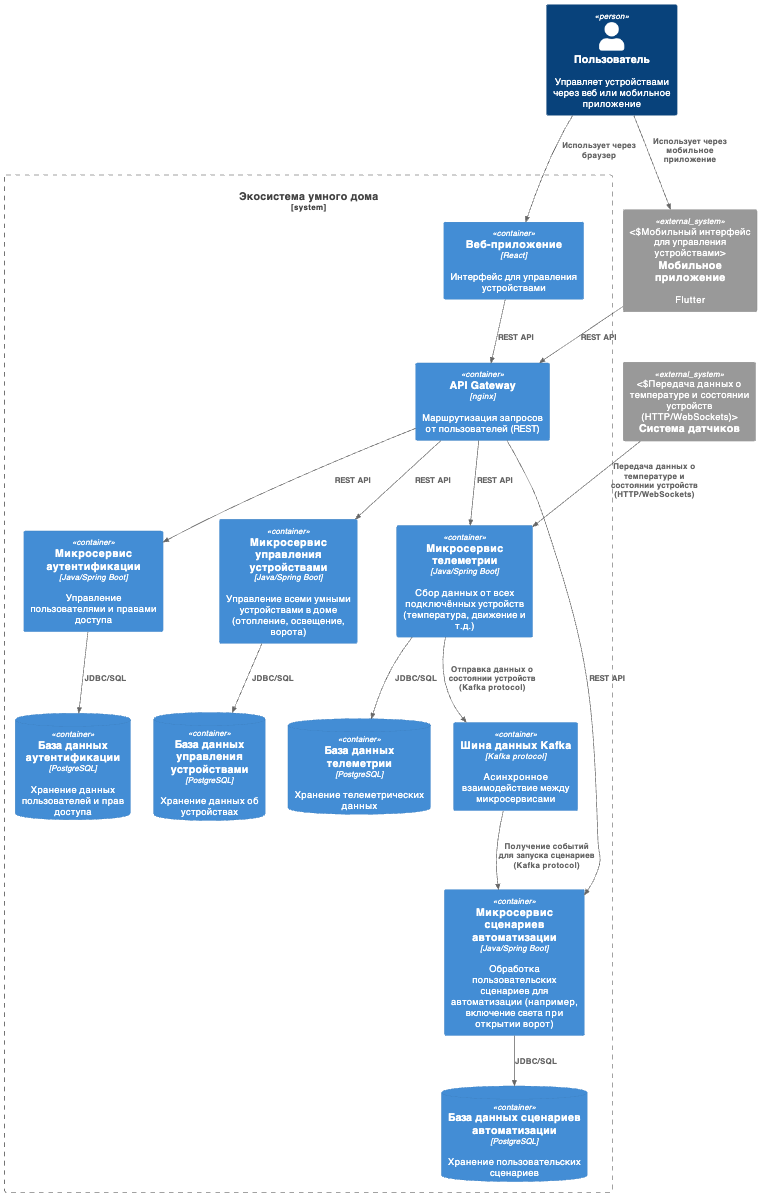 «person»
Пользователь
Управляет устройствами
через веб или мобильное
приложение
Использует через
браузер
Использует через
мобильное
приложение
Экосистема умного дома
[system]
«container»
Веб-приложение
[React]
Интерфейс для управления
устройствами
«external_system»
<$Мобильный интерфейс
для управления
устройствами>
Мобильное
приложение
Flutter
REST API
REST API
«container»
API Gateway
[nginx]
Маршрутизация запросов
от пользователей (REST)
«external_system»
<$Передача данных о
температуре и состоянии
устройств
(HTTP/WebSockets)>
Система датчиков
REST API
REST API
REST API
Передача данных о
температуре и
состоянии устройств
(HTTP/WebSockets)
«container»
Микросервис
аутентификации
[Java/Spring Boot]
Управление
пользователями и правами
доступа
«container»
Микросервис
управления
устройствами
[Java/Spring Boot]
Управление всеми умными
устройствами в доме
(отопление, освещение,
ворота)
«container»
Микросервис
телеметрии
[Java/Spring Boot]
Сбор данных от всех
подключённых устройств
(температура, движение и
т.д.)
JDBC/SQL
JDBC/SQL
JDBC/SQL
Отправка данных о
состоянии устройств
(Kafka protocol)
REST API
«container»
База данных
аутентификации
[PostgreSQL]
Хранение данных
пользователей и прав
доступа
«container»
База данных
управления
устройствами
[PostgreSQL]
Хранение данных об
устройствах
«container»
База данных
телеметрии
[PostgreSQL]
Хранение телеметрических
данных
«container»
Шина данных Kafka
[Kafka protocol]
Асинхронное
взаимодействие между
микросервисами
Получение событий
для запуска сценариев
(Kafka protocol)
«container»
Микросервис
сценариев
автоматизации
[Java/Spring Boot]
Обработка
пользовательских
сценариев для
автоматизации (например,
включение света при
открытии ворот)
JDBC/SQL
«container»
База данных сценариев
автоматизации
[PostgreSQL]
Хранение пользовательских
сценариев